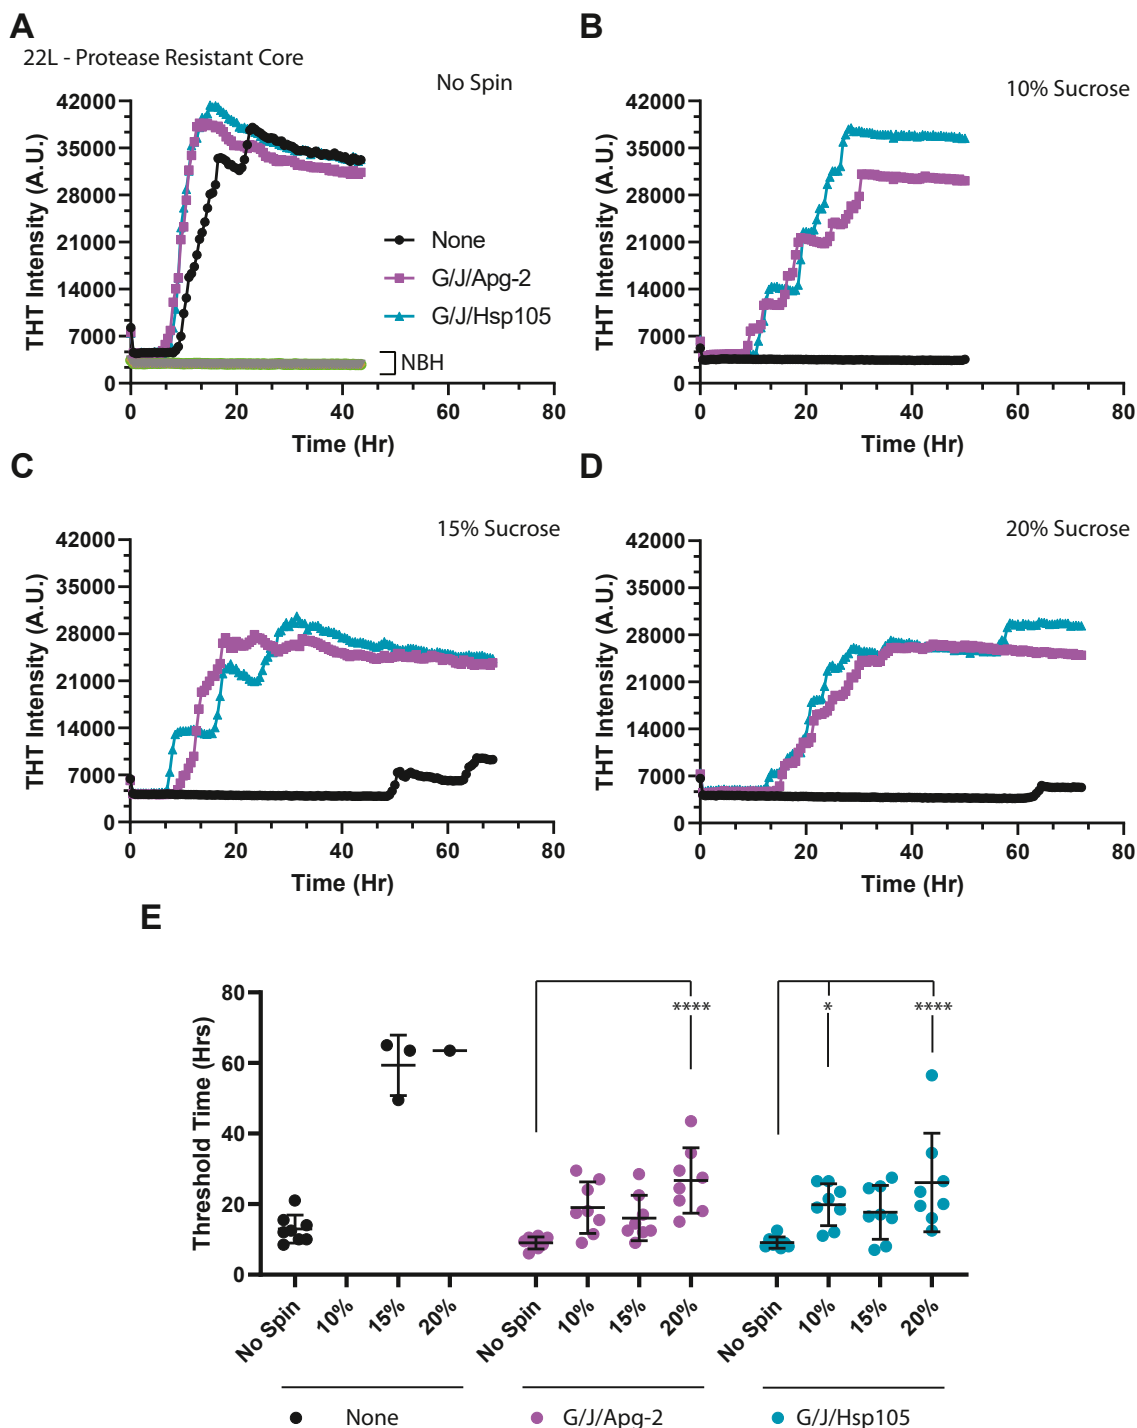 A
22L - Protease Resistant Core
No Spin
THT Intensity (A.U.)
42000
35000
28000
21000
14000
7000
0
0 20 40 60 80
Time (Hr)
None
G/J/Apg-2
G/J/Hsp105
NBH
B
10% Sucrose
THT Intensity (A.U.)
42000
35000
28000
21000
14000
7000
0
0 20 40 60 80
Time (Hr)
C
15% Sucrose
THT Intensity (A.U.)
42000
35000
28000
21000
14000
7000
0
0 20 40 60 80
Time (Hr)
D
20% Sucrose
THT Intensity (A.U.)
42000
35000
28000
21000
14000
7000
0
0 20 40 60 80
Time (Hr)
E
Threshold Time (Hrs)
80
60
40
20
0
**** * ****
No Spin 10% 15% 20% No Spin 10% 15% 20% No Spin 10% 15% 20%
None G/J/Apg-2 G/J/Hsp105